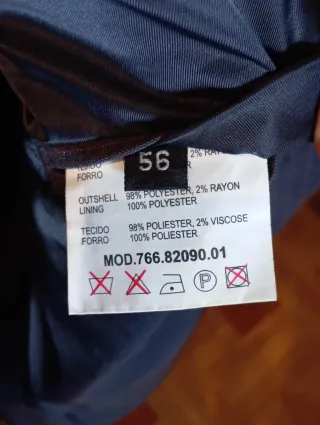 56
FORRO
OUTSHELL 98% POLYESTER, 2% RAYON
LINING 100% POLYESTER
TECIDO 98% POLIESTER, 2% VISCOSE
FORRO 100% POLIESTER
MOD.766.82090.01
P